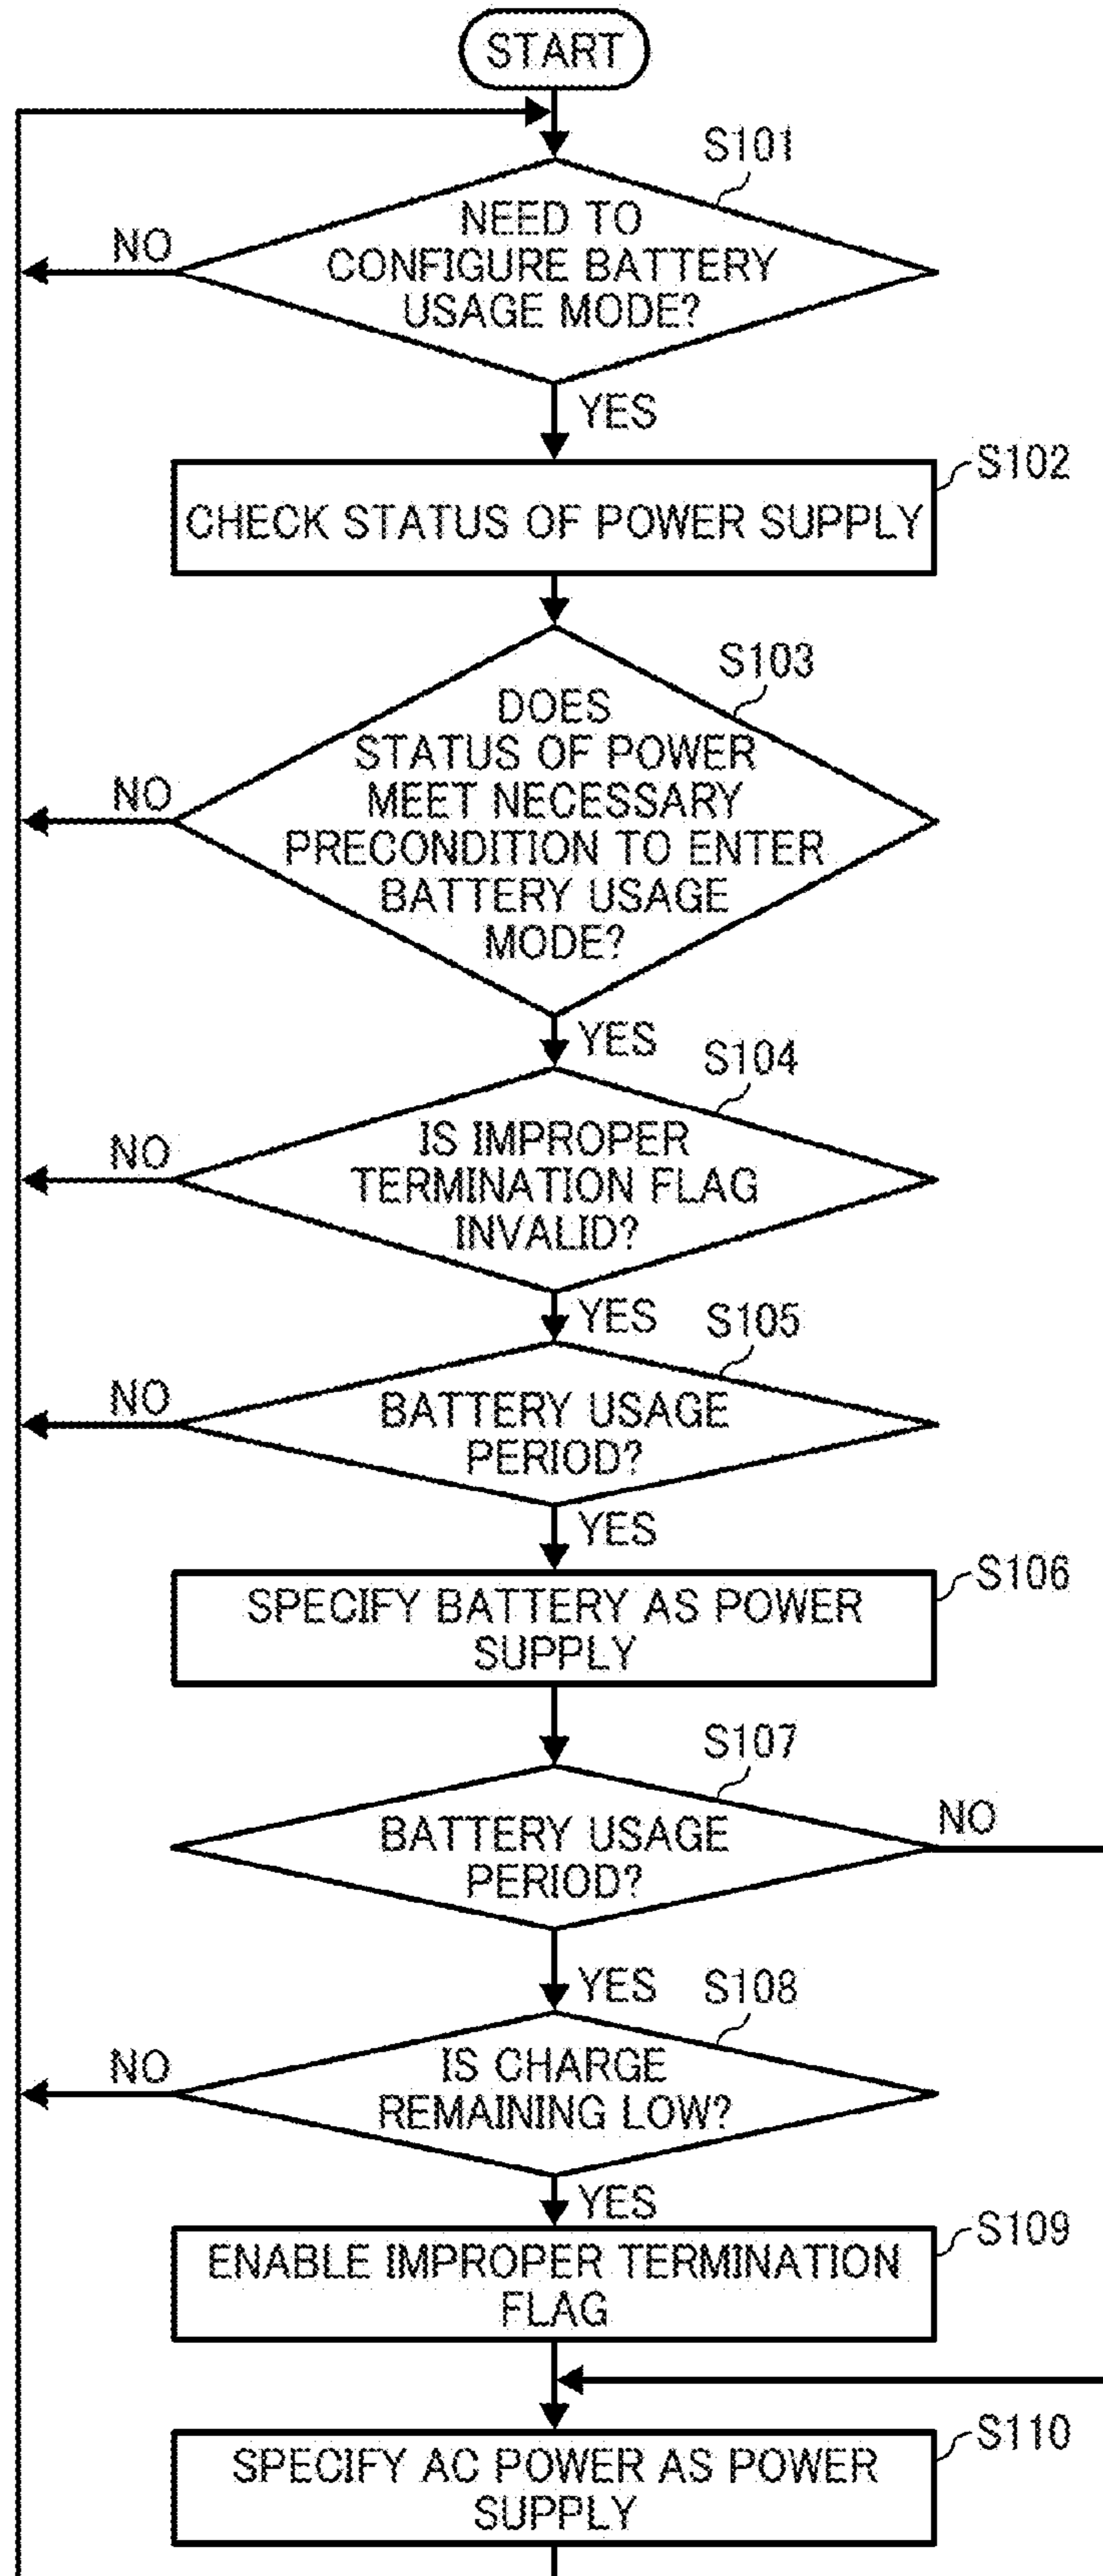 START
S101
NEED TO
CONFIGURE BATTERY
USAGE MODE?
NO
YES
S102
CHECK STATUS OF POWER SUPPLY
S103
DOES
STATUS OF POWER
MEET NECESSARY
PRECONDITION TO ENTER
BATTERY USAGE
MODE?
NO
YES
S104
IS IMPROPER
TERMINATION FLAG
INVALID?
NO
YES
S105
BATTERY USAGE
PERIOD?
NO
YES
S106
SPECIFY BATTERY AS POWER
SUPPLY
S107
BATTERY USAGE
PERIOD?
NO
YES
S108
IS CHARGE
REMAINING LOW?
NO
YES
S109
ENABLE IMPROPER TERMINATION
FLAG
S110
SPECIFY AC POWER AS POWER
SUPPLY